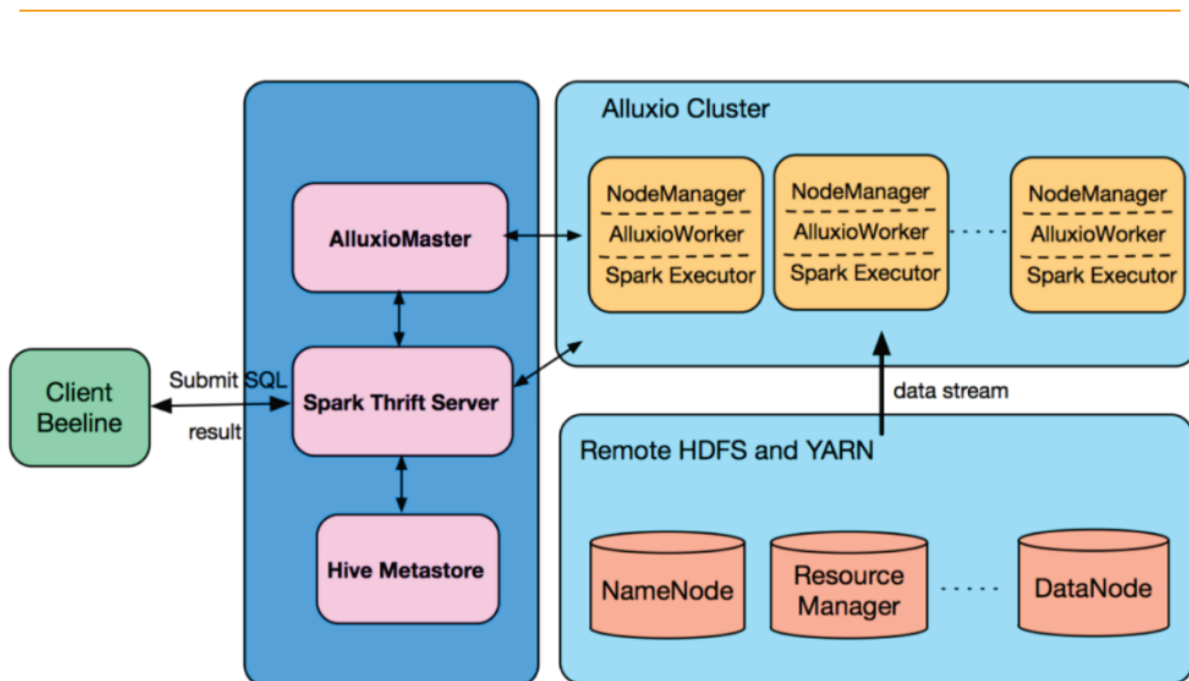 Alluxio Cluster
NodeManager
AlluxioWorker
Spark Executor
NodeManager
AlluxioWorker
Spark Executor
NodeManager
AlluxioWorker
Spark Executor
AlluxioMaster
Client
Beeline
Submit SQL
result
Spark Thrift Server
Hive Metastore
data stream
Remote HDFS and YARN
NameNode
Resource
Manager
DataNode